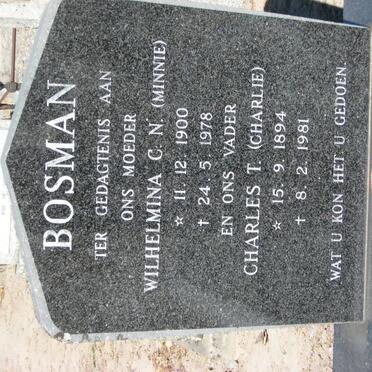 BOSMAN
TER GEDAGTENIS AAN
ONS MOEDER
WILHELMINA C. N. (MINNIE)
☆ 11. 12. 1900
† 24. 5. 1978
EN ONS VADER
CHARLES T. (CHARLIE)
☆ 15. 9. 1894
† 8. 2. 1981
WAT U KON HET U GEDOEN.